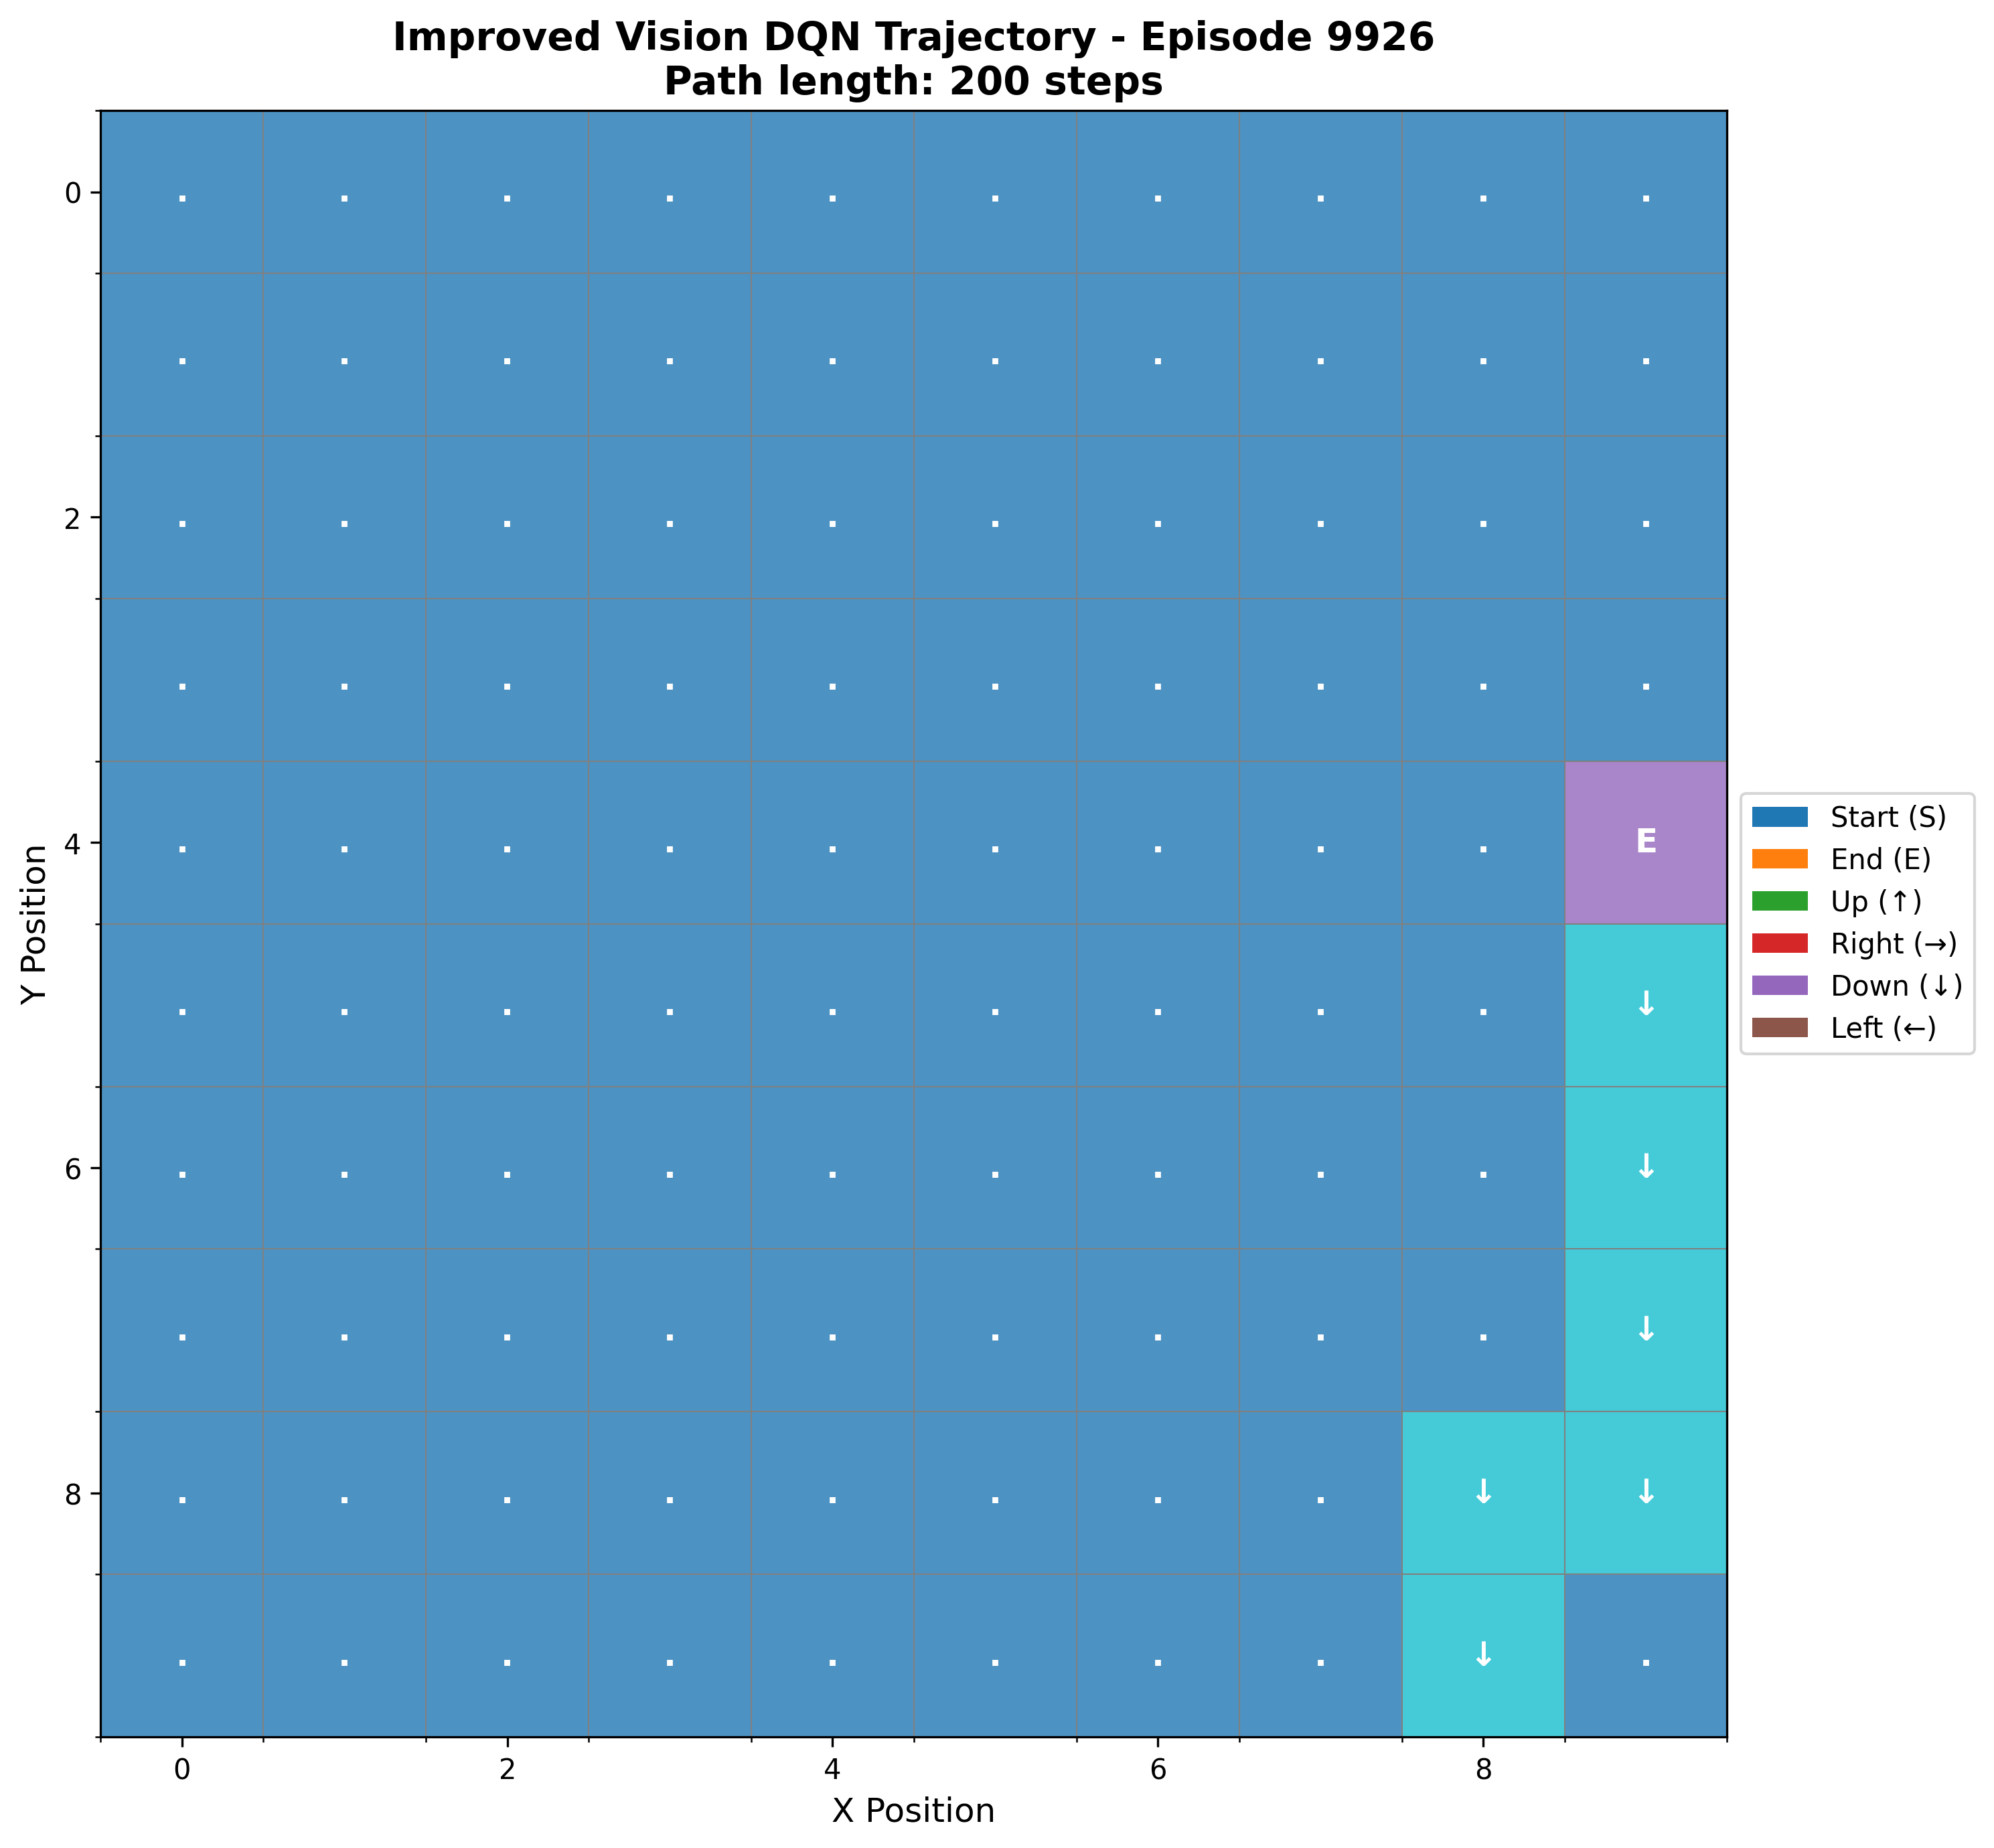 Improved Vision DQN Trajectory - Episode 9926
Path length: 200 steps
0
2
4
E
Start (S)
End (E)
Up (↑)
Right (→)
Down (↓)
Left (←)
Y Position
↓
6
↓
↓
8
↓ ↓
↓
0 2 4 6 8
X Position